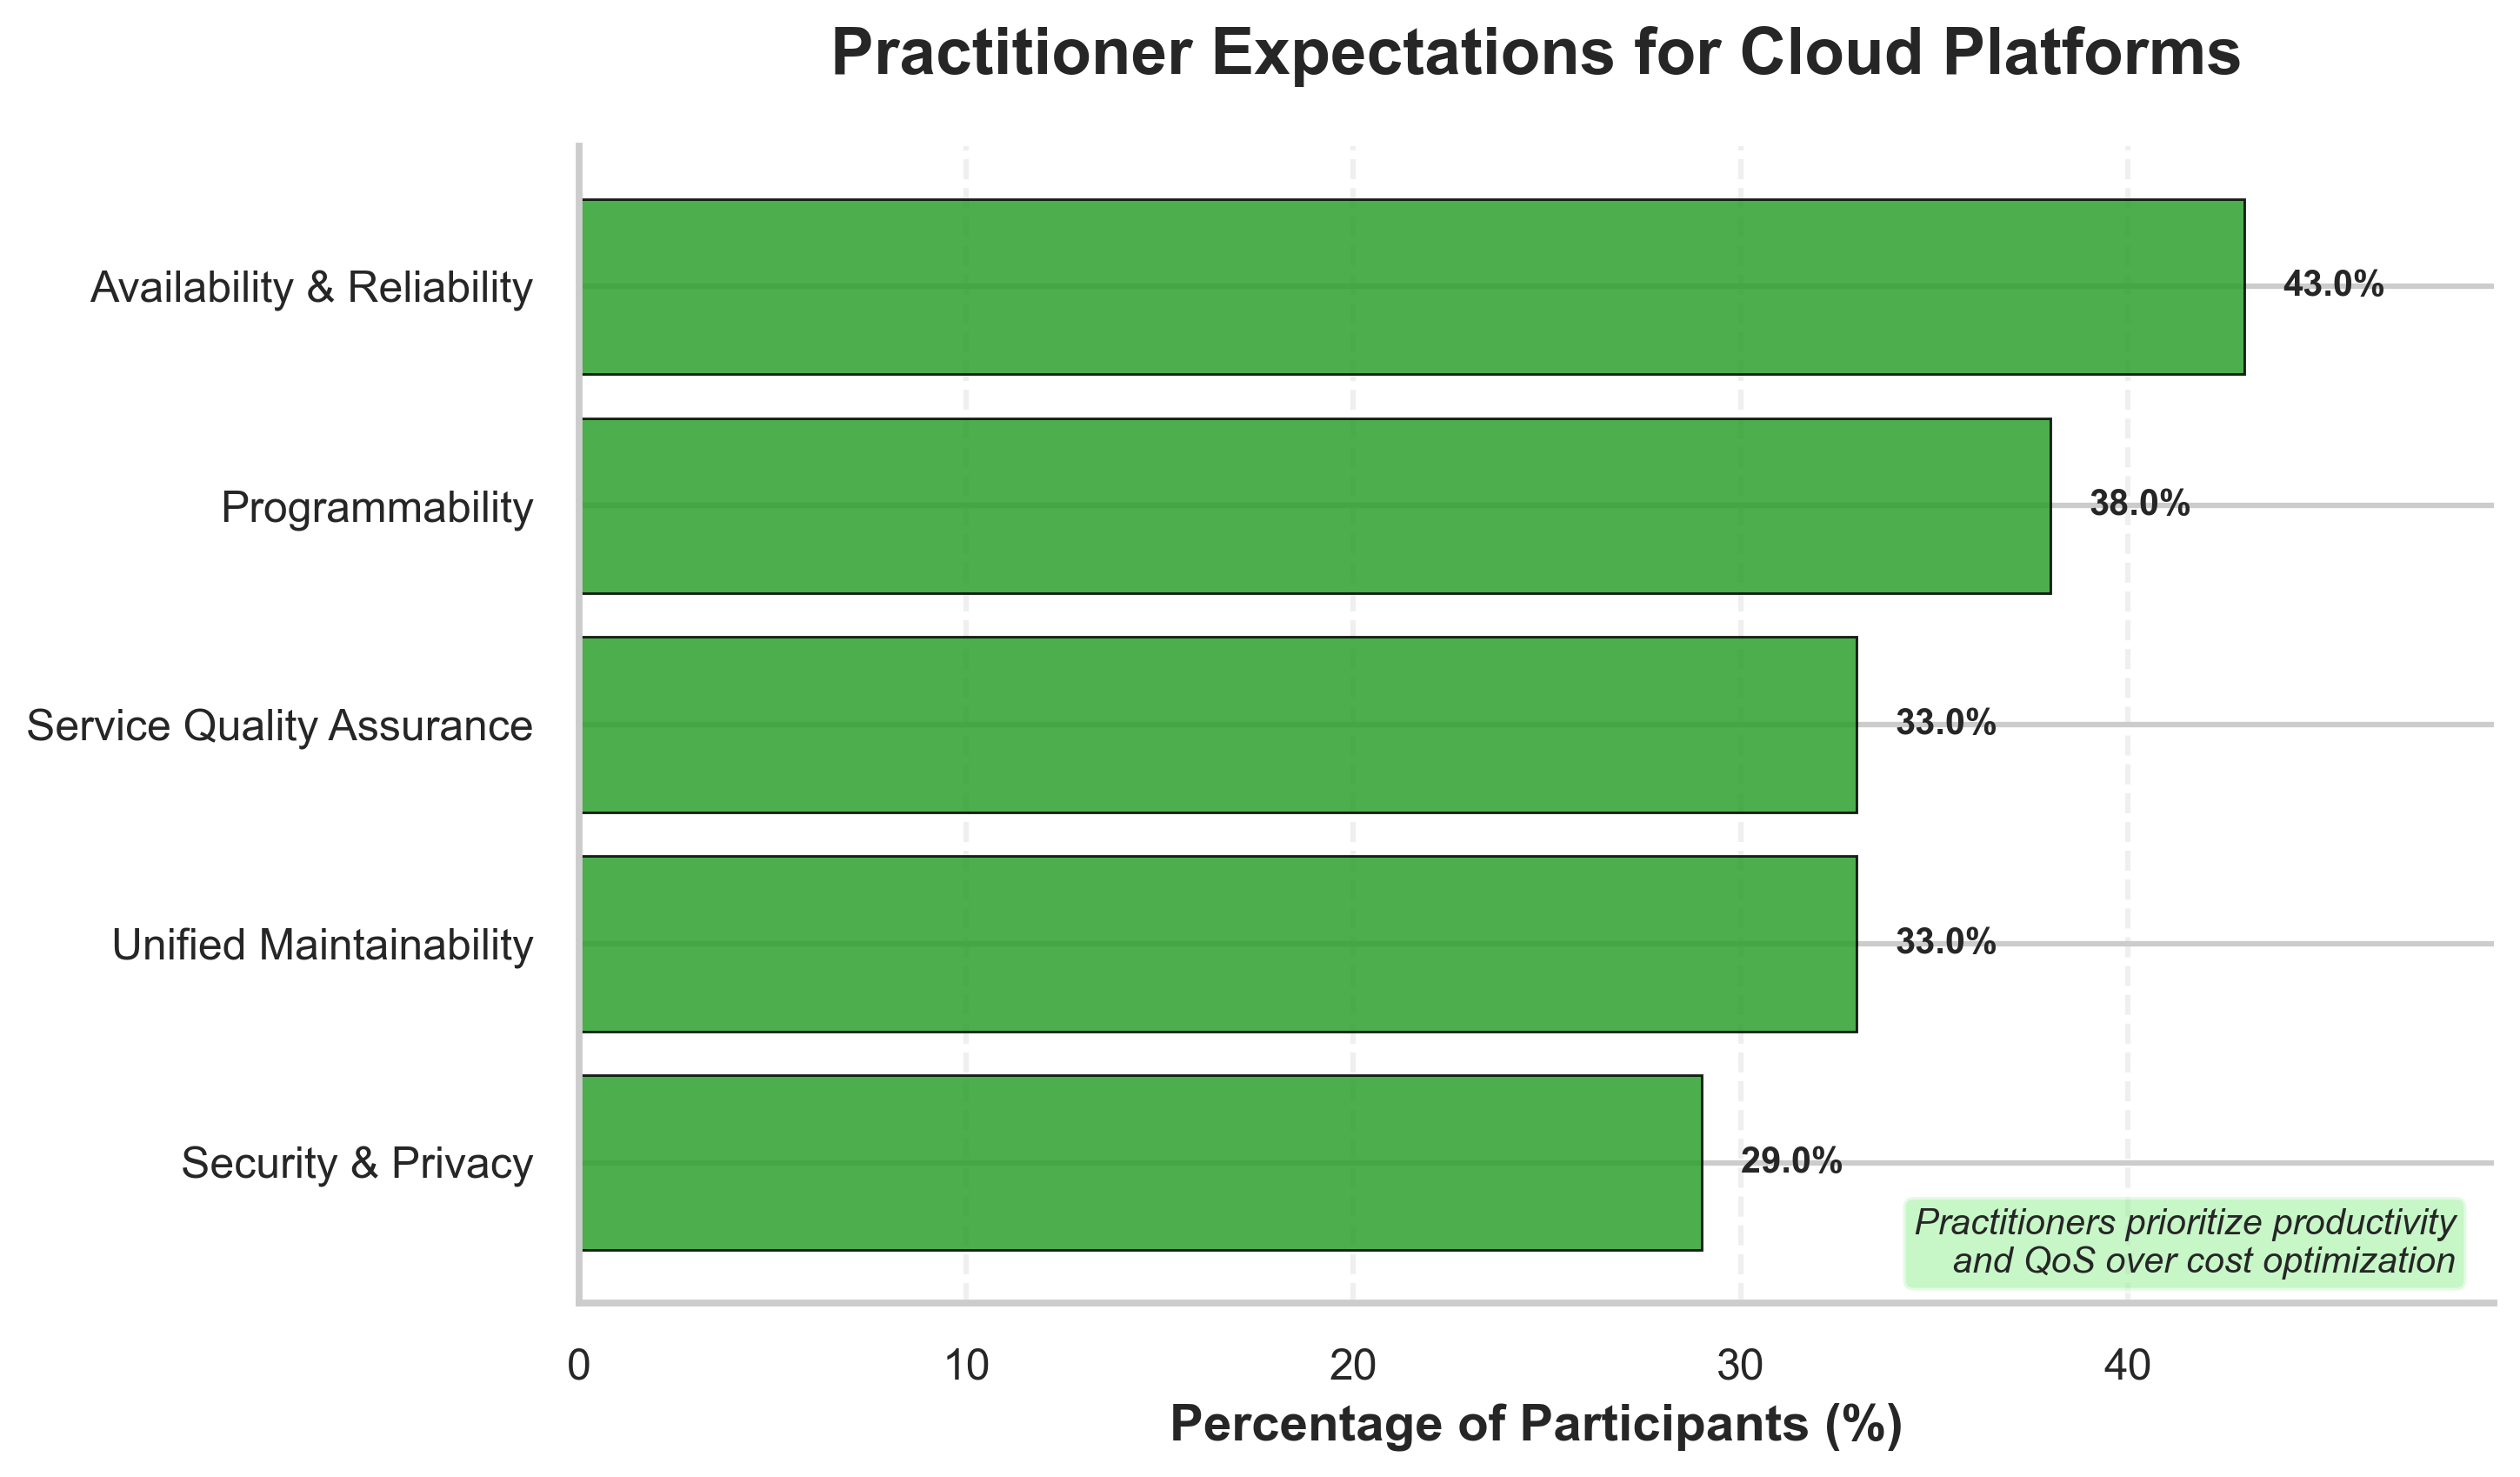 Practitioner Expectations for Cloud Platforms
Availability & Reliability
43.0%
Programmability
38.0%
Service Quality Assurance
33.0%
Unified Maintainability
33.0%
Security & Privacy
29.0%
Practitioners prioritize productivity
and QoS over cost optimization
0
10
20
30
40
Percentage of Participants (%)